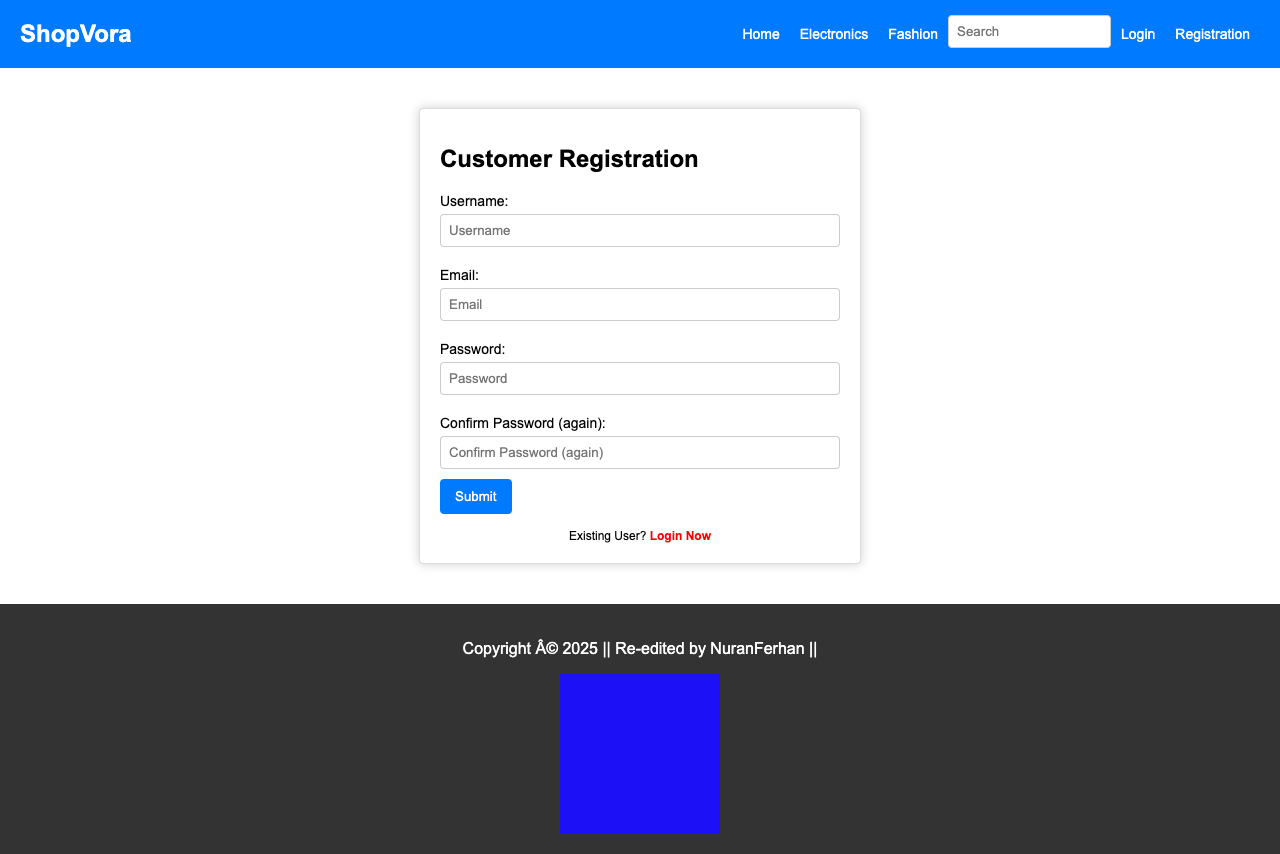 ShopVora
Home Electronics Fashion Search Login Registration
Customer Registration
Username:
Username
Email:
Email
Password:
Password
Confirm Password (again):
Confirm Password (again)
Submit
Existing User? Login Now
Copyright Â© 2025 || Re-edited by NuranFerhan ||